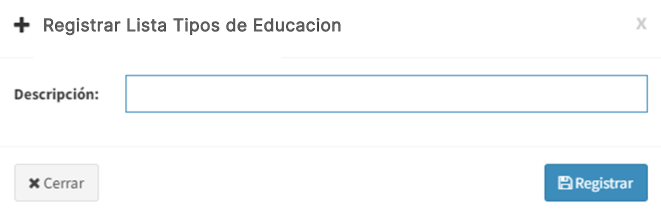 Registrar Lista Tipos de Educacion
x
Descripción:
Cerrar
Registrar